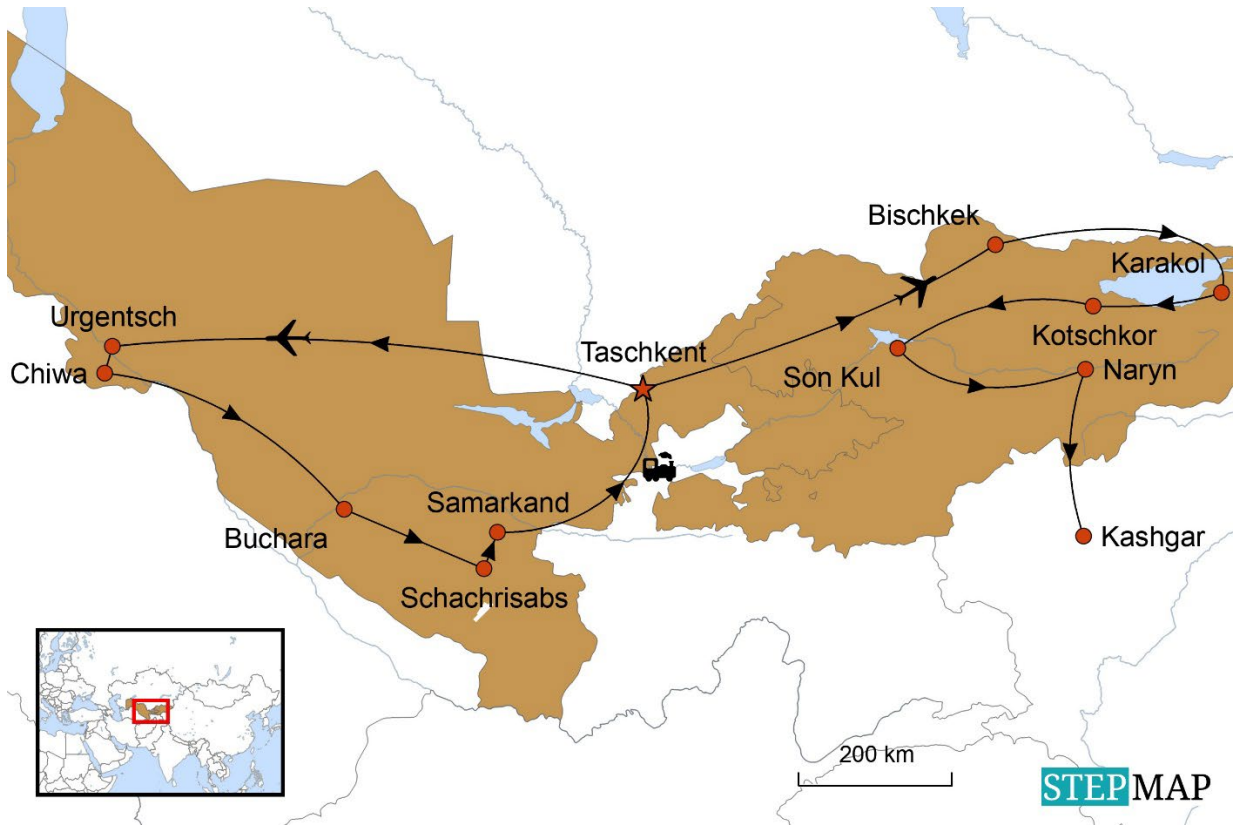 Bischkek
Karakol
Urgentsch
Taschkent
Kotschkor
Chiwa
Son Kul
Naryn
Samarkand
Buchara
Kashgar
Schachrisabs
200 km
STEPMAP